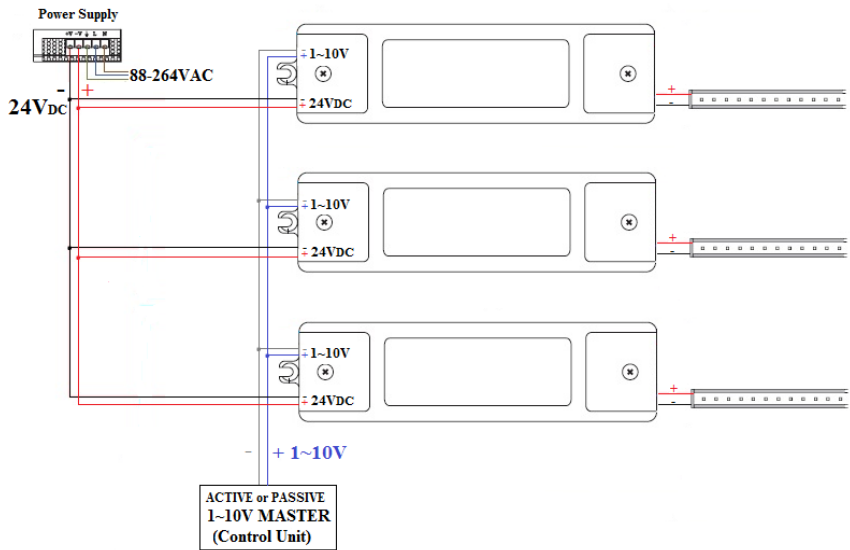 Power Supply
+V -V ⏚ L N
88-264VAC
- +
24VDC
- 1~10V
+
- 24VDC
+
+
-
- 1~10V
+
- 24VDC
+
+
-
- 1~10V
+
- 24VDC
+
+
-
- + 1~10V
ACTIVE or PASSIVE
1~10V MASTER
(Control Unit)